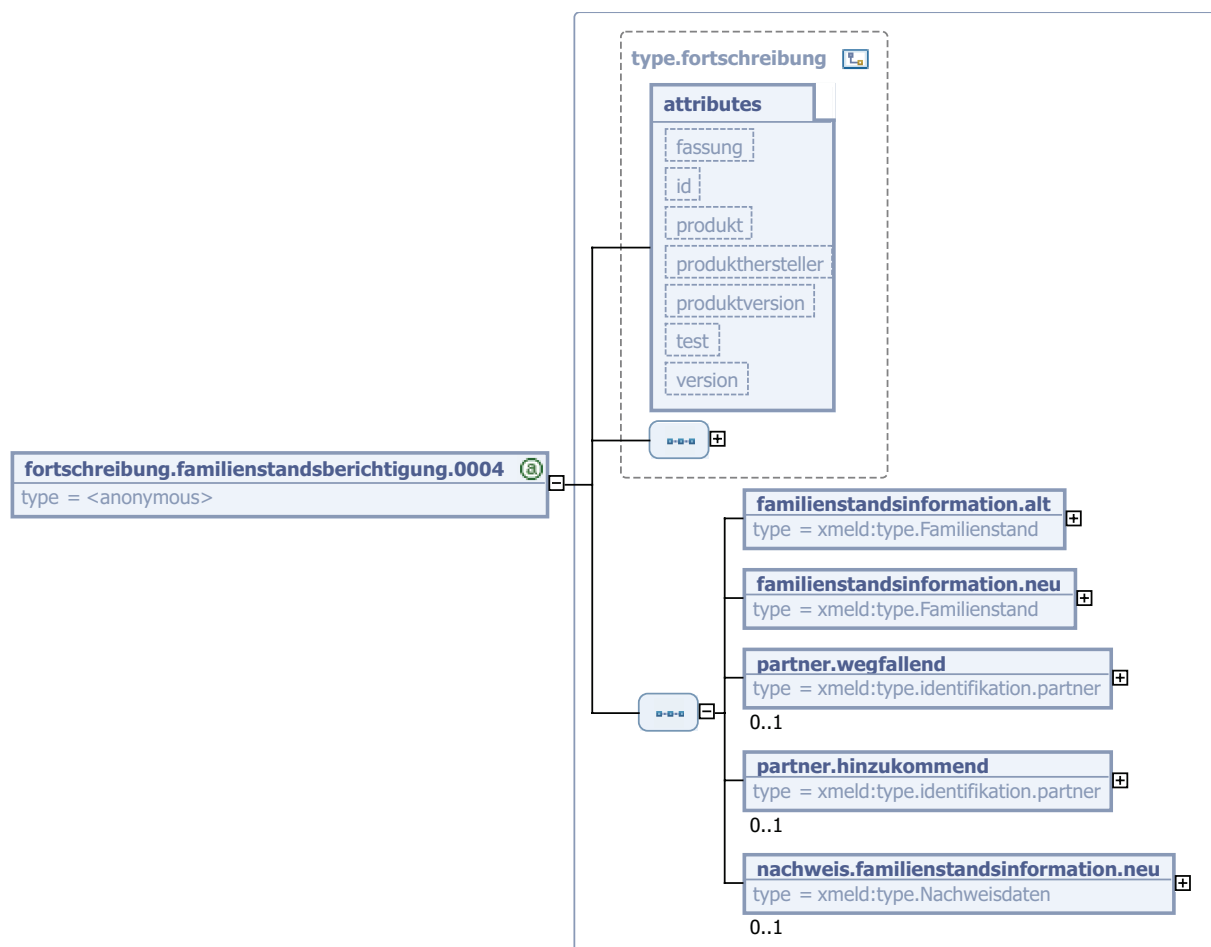 type.fortschreibung
attributes
fassung
id
produkt
produkthersteller
produktversion
test
version
fortschreibung.familienstandsberichtigung.0004 a
type = <anonymous>
familienstandsinformation.alt
type = xmeld:type.Familienstand
familienstandsinformation.neu
type = xmeld:type.Familienstand
partner.wegfallend
type = xmeld:type.identifikation.partner
0..1
partner.hinzukommend
type = xmeld:type.identifikation.partner
0..1
nachweis.familienstandsinformation.neu
type = xmeld:type.Nachweisdaten
0..1